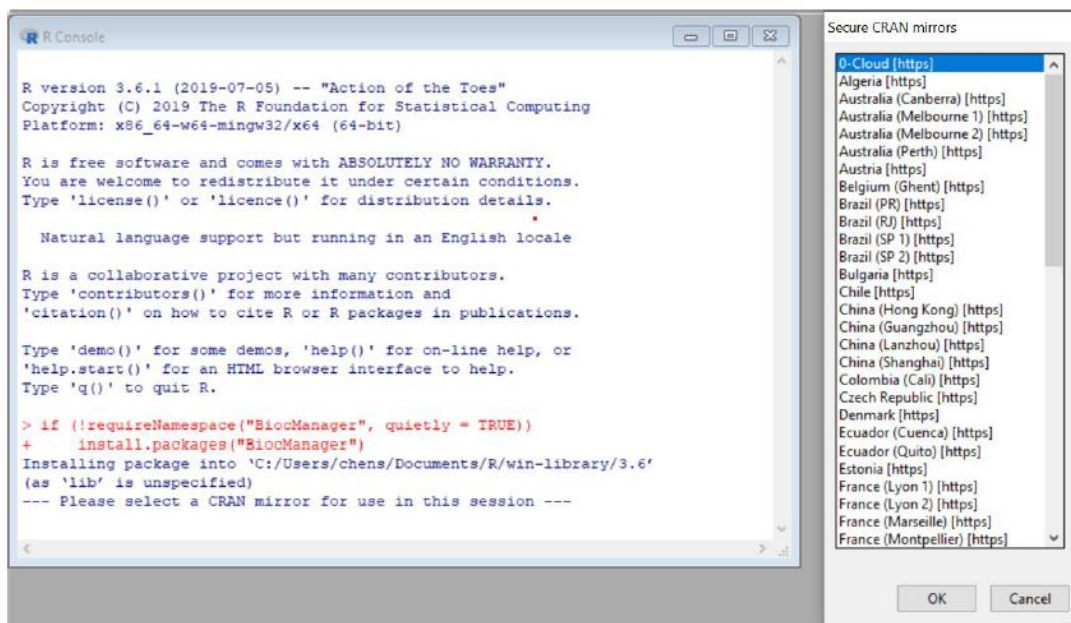 R Console
R version 3.6.1 (2019-07-05) -- "Action of the Toes"
Copyright (C) 2019 The R Foundation for Statistical Computing
Platform: x86_64-w64-mingw32/x64 (64-bit)
R is free software and comes with ABSOLUTELY NO WARRANTY.
You are welcome to redistribute it under certain conditions.
Type 'license()' or 'licence()' for distribution details.
Natural language support but running in an English locale
R is a collaborative project with many contributors.
Type 'contributors()' for more information and
'citation()' on how to cite R or R packages in publications.
Type 'demo()' for some demos, 'help()' for on-line help, or
'help.start()' for an HTML browser interface to help.
Type 'q()' to quit R.
> if (!requireNamespace("BiocManager", quietly = TRUE))
+     install.packages("BiocManager")
Installing package into ‘C:/Users/chens/Documents/R/win-library/3.6’
(as ‘lib’ is unspecified)
--- Please select a CRAN mirror for use in this session ---
Secure CRAN mirrors
0-Cloud [https]
Algeria [https]
Australia (Canberra) [https]
Australia (Melbourne 1) [https]
Australia (Melbourne 2) [https]
Australia (Perth) [https]
Austria [https]
Belgium (Ghent) [https]
Brazil (PR) [https]
Brazil (RJ) [https]
Brazil (SP 1) [https]
Brazil (SP 2) [https]
Bulgaria [https]
Chile [https]
China (Hong Kong) [https]
China (Guangzhou) [https]
China (Lanzhou) [https]
China (Shanghai) [https]
Colombia (Cali) [https]
Czech Republic [https]
Denmark [https]
Ecuador (Cuenca) [https]
Ecuador (Quito) [https]
Estonia [https]
France (Lyon 1) [https]
France (Lyon 2) [https]
France (Marseille) [https]
France (Montpellier) [https]
OK Cancel